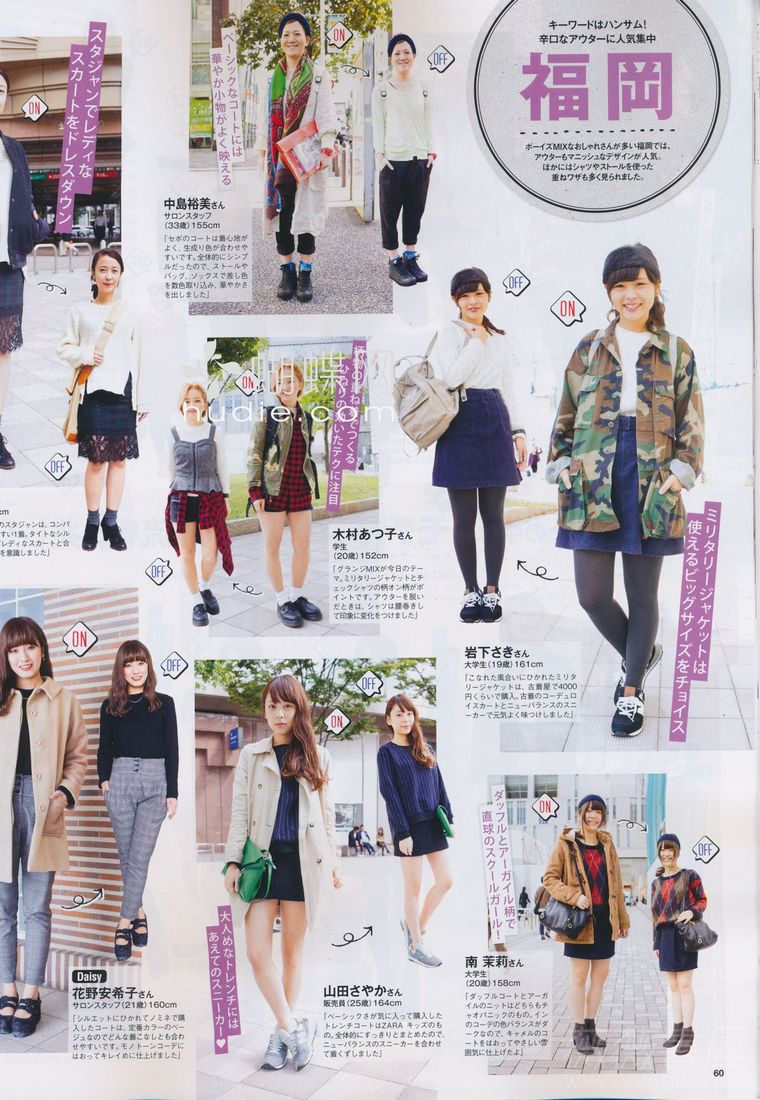 キーワードはハンサム!
辛口なアウターに人気集中
福岡
ボーイズMIXなおしゃれさんが多い福岡では、
アウターもマニッシュなデザインが人気。
ほかにはシャツやストールを使った
重ねワザも多く見られました。
スタジャンでレディな
スカートをドレスダウン
ON
OFF
cm
のスタジャンは、コンパ
すい1着。タイトなシル
レディなスカートと合
を意識しました」
ベーシックなコートには
華やか小物がよく映える
ON
OFF
中島裕美さん
サロンスタッフ
(33歳)155cm
「セポのコートは着心地が
よく、生成り色が合わせや
すいです。全体的にシンプ
ルだったので、ストールや
バッグ、ソックスで差し色
を数色取り込み、華やかさ
を出しました」
柄物の重ね着でつくる
ひねりの効いたテクに注目
ON
OFF
蝴蝶网
hudie.com
木村あつ子さん
学生
(20歳)152cm
「グランジMIXが今日のテ
ーマ。ミリタリージャケットとチ
ェックシャツの柄オン柄がポ
イントです。アウターを脱い
だときは、シャツは腰巻きし
て印象に変化をつけました」
OFF
ON
ミリタリージャケットは
使えるビッグサイズをチョイス
岩下さきさん
大学生(19歳)161cm
「こなれた風合いにひかれたミリタ
リージャケットは、古着屋で4000
円くらいで購入。古着のコーデュロ
イスカートとニューバランスのスニ
ーカーで元気よく味つけしました」
ON
OFF
Daisy
花野安希子さん
サロンスタッフ(21歳)160cm
「シルエットにひかれてノミネで購
入したコートは、定番カラーのベー
ジュなのでどんな着こなしとも合わ
せやすいです。モノトーンコーデに
はおってキレイめに仕上げました」
大人めなトレンチには
あえてのスニーカー♥
ON
OFF
山田さやかさん
販売員(25歳)164cm
「ベーシックさが気に入って購入した
トレンチコートはZARA キッズのも
の。全体的にすっきりとまとめたので、
ニューバランスのスニーカーを合わせ
て着くずしました」
ダッフルとアーガイル柄で
直球のスクールガール!
ON
OFF
南 茉莉さん
大学生
(20歳)158cm
「ダッフルコートとアーガ
イルのニットはどちらもチ
ャオパニックのもの。イン
のコーデの色バランスがダ
ークなので、キャメルのコ
ートをはおってやさしい雰
囲気に仕上げたよ」
60